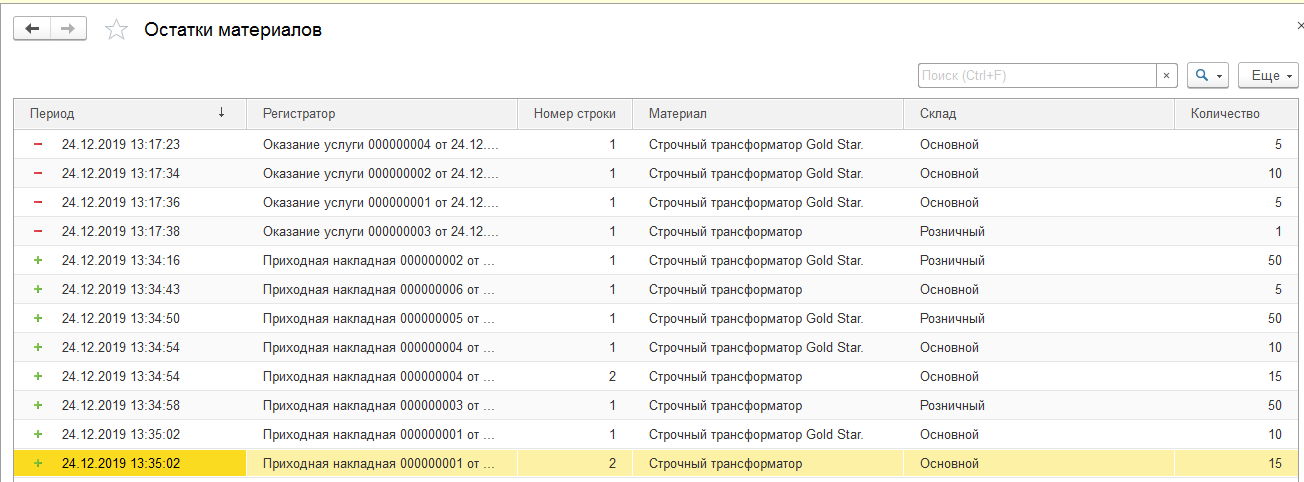 Остатки материалов
Поиск (Ctrl+F) × Еще
Период ↓ Регистратор Номер строки Материал Склад Количество
24.12.2019 13:17:23 Оказание услуги 000000004 от 24.12.... 1 Строчный трансформатор Gold Star. Основной 5
24.12.2019 13:17:34 Оказание услуги 000000002 от 24.12.... 1 Строчный трансформатор Gold Star. Основной 10
24.12.2019 13:17:36 Оказание услуги 000000001 от 24.12.... 1 Строчный трансформатор Gold Star. Основной 5
24.12.2019 13:17:38 Оказание услуги 000000003 от 24.12.... 1 Строчный трансформатор Розничный 1
24.12.2019 13:34:16 Приходная накладная 000000002 от ... 1 Строчный трансформатор Gold Star. Розничный 50
24.12.2019 13:34:43 Приходная накладная 000000006 от ... 1 Строчный трансформатор Основной 5
24.12.2019 13:34:50 Приходная накладная 000000005 от ... 1 Строчный трансформатор Gold Star. Розничный 50
24.12.2019 13:34:54 Приходная накладная 000000004 от ... 1 Строчный трансформатор Gold Star. Основной 10
24.12.2019 13:34:54 Приходная накладная 000000004 от ... 2 Строчный трансформатор Основной 15
24.12.2019 13:34:58 Приходная накладная 000000003 от ... 1 Строчный трансформатор Розничный 50
24.12.2019 13:35:02 Приходная накладная 000000001 от ... 1 Строчный трансформатор Gold Star. Основной 10
24.12.2019 13:35:02 Приходная накладная 000000001 от ... 2 Строчный трансформатор Основной 15